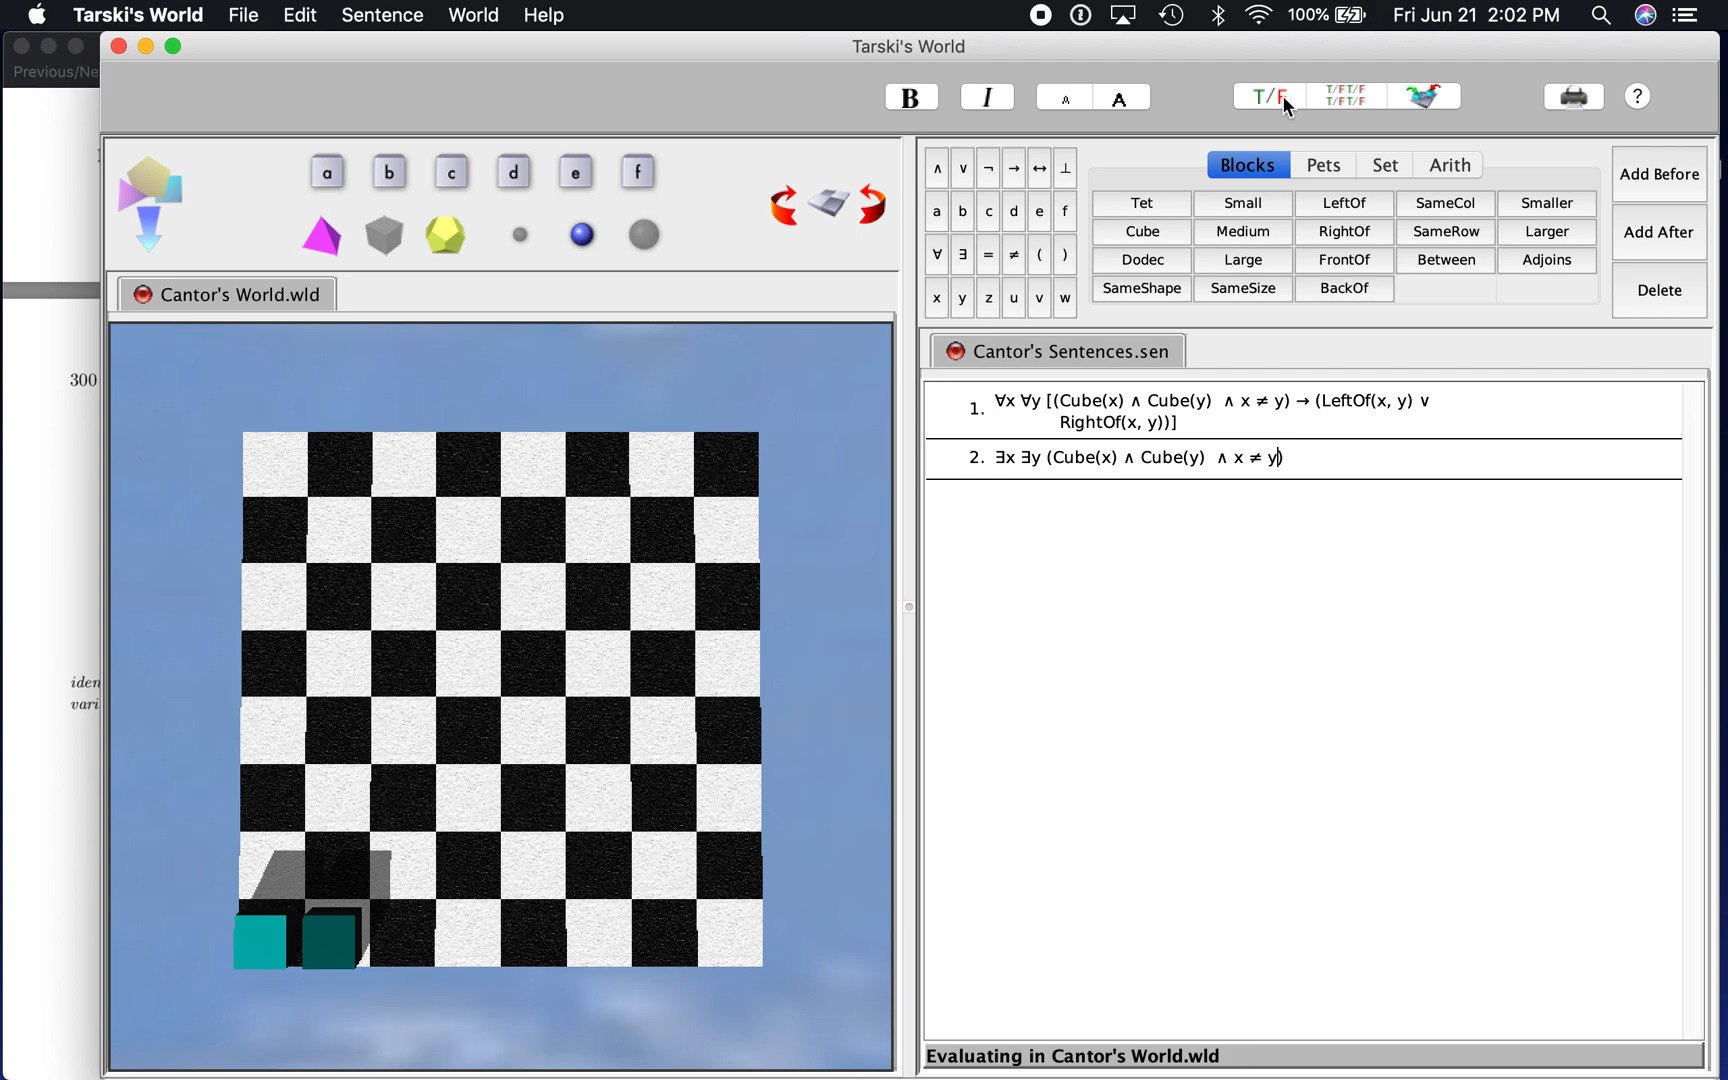 Tarski's World File Edit Sentence World Help 100% Fri Jun 21 2:02 PM
Tarski's World
Previous/Ne
B I A A T/F T/F T/F T/F T/F ?
a b c d e f
Cantor's World.wld
∧ ∨ ¬ → ↔ ⊥
a b c d e f
∀ ∃ = ≠ ( )
x y z u v w
Blocks Pets Set Arith
Tet Small LeftOf SameCol Smaller
Cube Medium RightOf SameRow Larger
Dodec Large FrontOf Between Adjoins
SameShape SameSize BackOf
Add Before
Add After
Delete
Cantor's Sentences.sen
1. ∀x ∀y [(Cube(x) ∧ Cube(y) ∧ x ≠ y) → (LeftOf(x, y) ∨
RightOf(x, y))]
2. ∃x ∃y (Cube(x) ∧ Cube(y) ∧ x ≠ y)
300
iden
vari
Evaluating in Cantor's World.wld